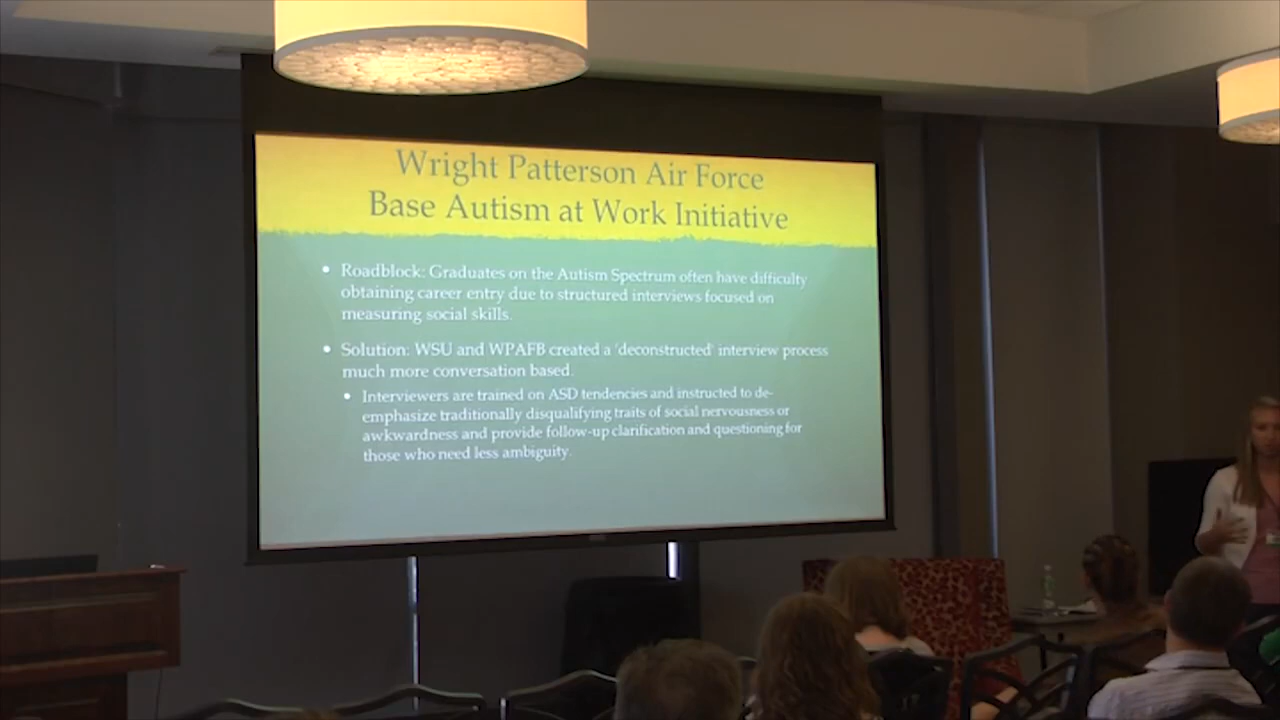 Wright Patterson Air Force
Base Autism at Work Initiative
• Roadblock: Graduates on the Autism Spectrum often have difficulty
obtaining career entry due to structured interviews focused on
measuring social skills.
• Solution: WSU and WPAFB created a 'deconstructed' interview process
much more conversation based.
• Interviewers are trained on ASD tendencies and instructed to de-
emphasize traditionally disqualifying traits of social nervousness or
awkwardness and provide follow-up clarification and questioning for
those who need less ambiguity.